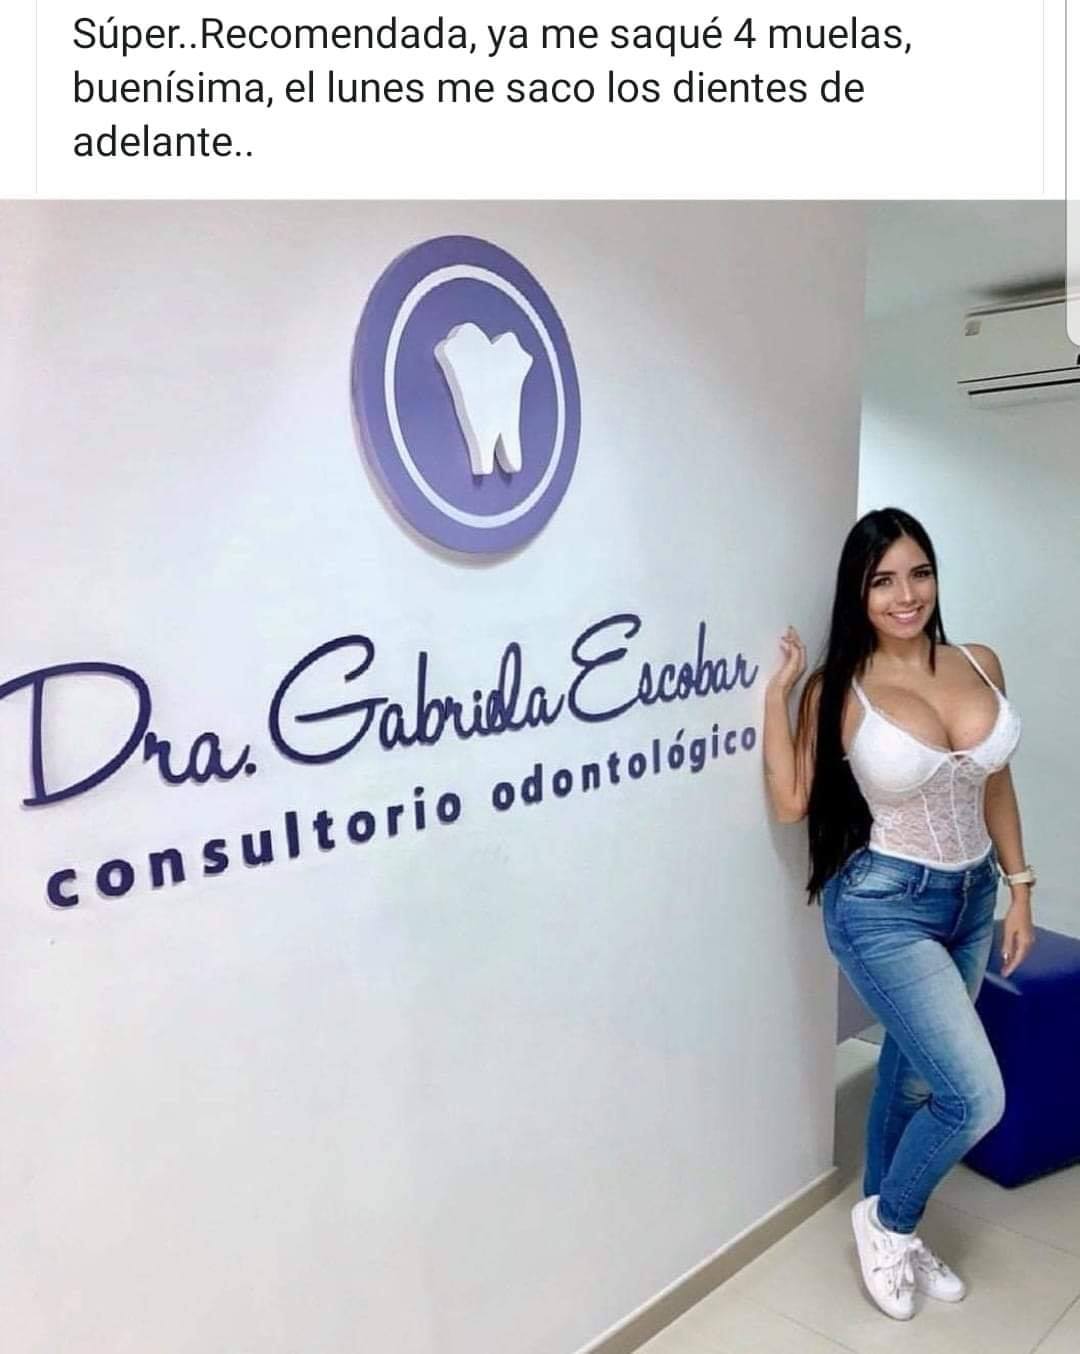 Súper..Recomendada, ya me saqué 4 muelas,
buenísima, el lunes me saco los dientes de
adelante..
Dra. Gabriela Escobar
consultorio odontológico